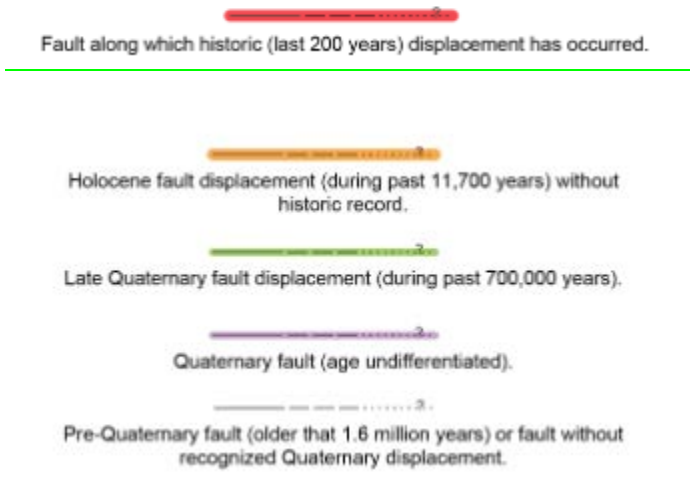 ?
Fault along which historic (last 200 years) displacement has occurred.
?
Holocene fault displacement (during past 11,700 years) without
historic record.
?
Late Quaternary fault displacement (during past 700,000 years).
?
Quaternary fault (age undifferentiated).
?
Pre-Quaternary fault (older that 1.6 million years) or fault without
recognized Quaternary displacement.